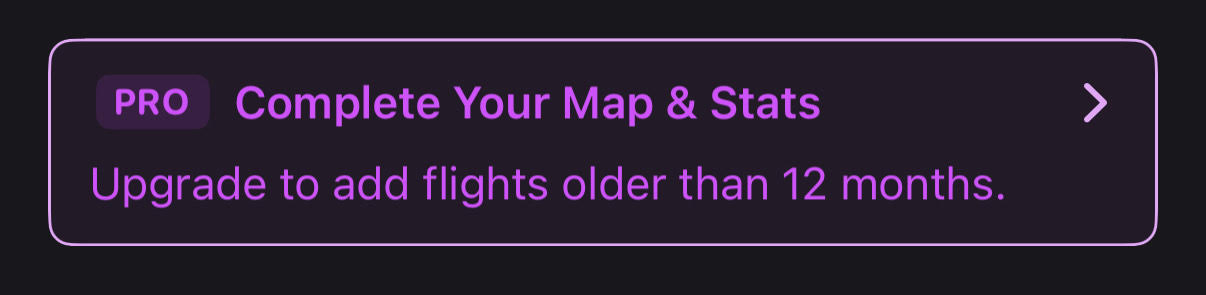 PRO Complete Your Map & Stats
Upgrade to add flights older than 12 months.